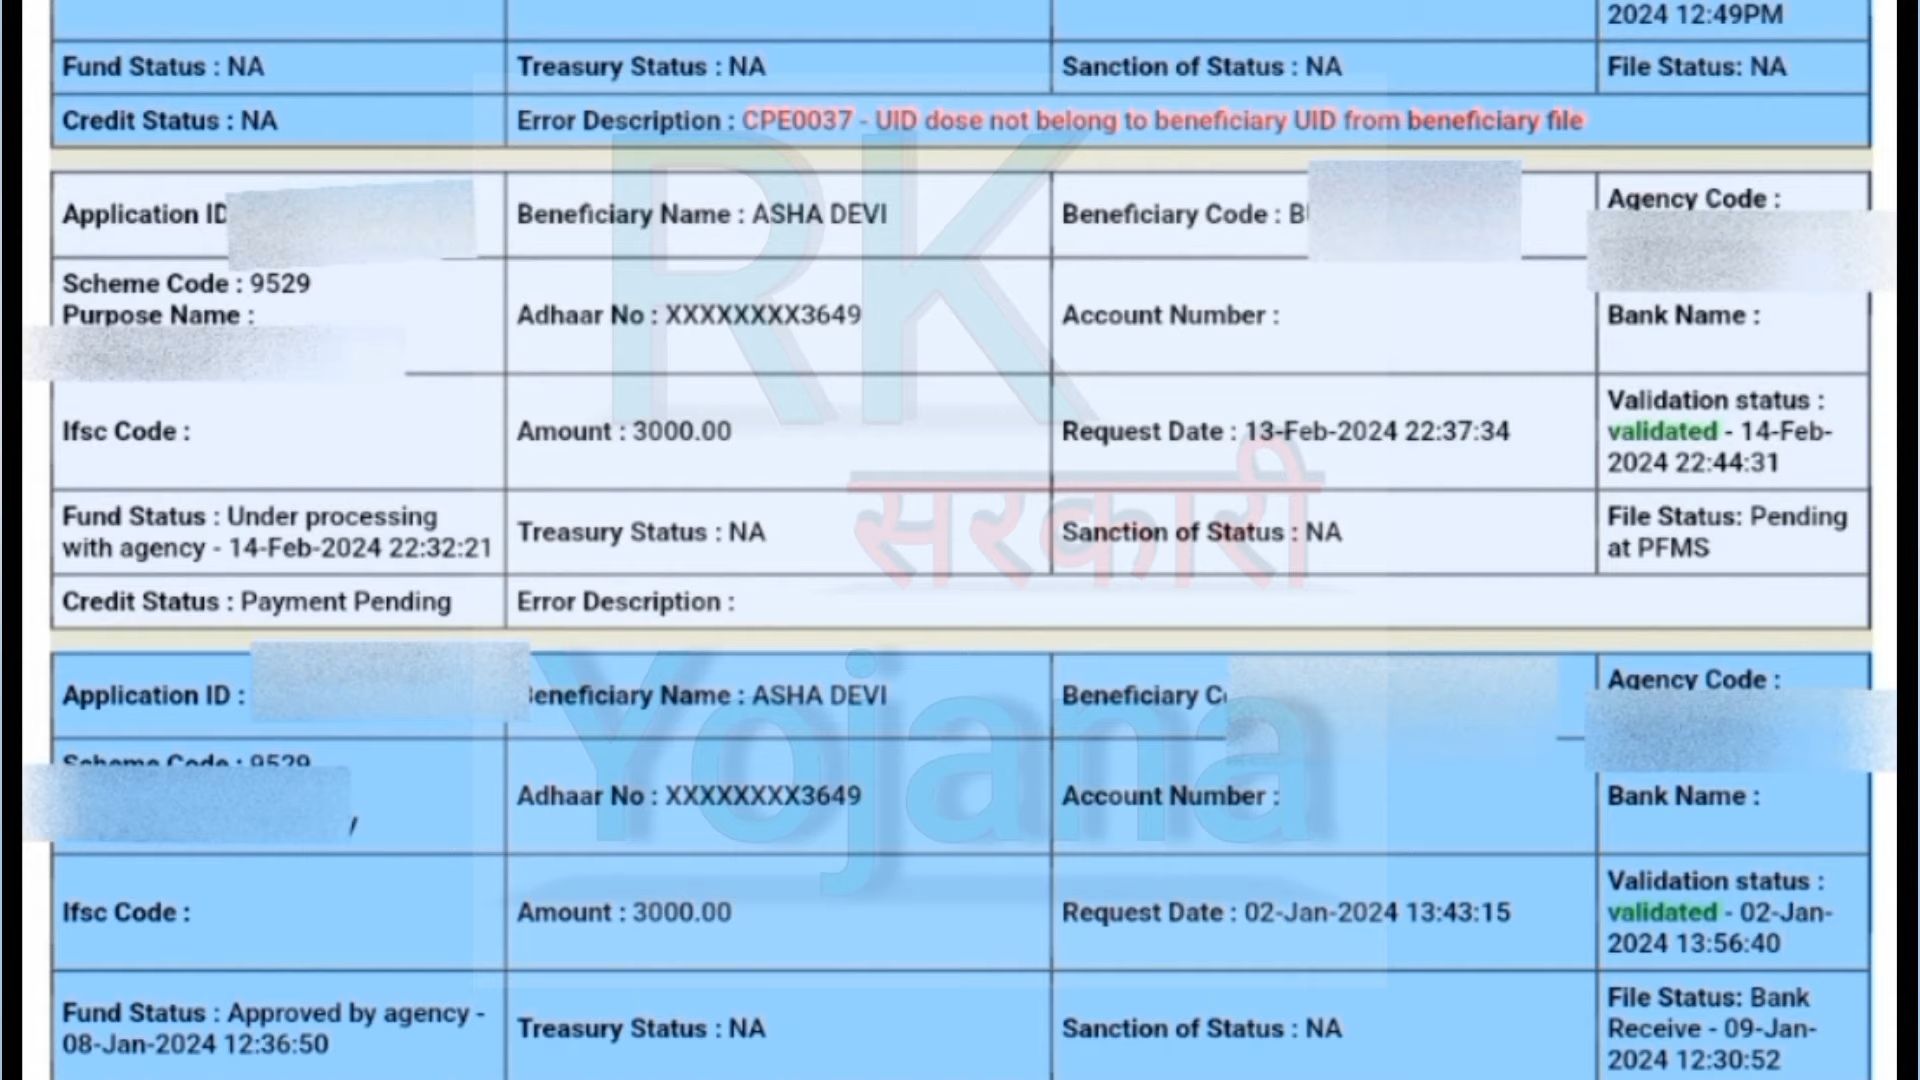 2024 12:49PM
Fund Status : NA
Treasury Status : NA
Sanction of Status : NA
File Status: NA
Credit Status : NA
Error Description : CPE0037 - UID dose not belong to beneficiary UID from beneficiary file
Application ID
Beneficiary Name : ASHA DEVI
Beneficiary Code : B
Agency Code :
Scheme Code : 9529
Purpose Name :
Adhaar No : XXXXXXXX3649
Account Number :
Bank Name :
Ifsc Code :
Amount : 3000.00
Request Date : 13-Feb-2024 22:37:34
Validation status :
validated - 14-Feb-
2024 22:44:31
Fund Status : Under processing
with agency - 14-Feb-2024 22:32:21
Treasury Status : NA
Sanction of Status : NA
File Status: Pending
at PFMS
Credit Status : Payment Pending
Error Description :
RK
सरकारी
Yojana
Application ID :
Beneficiary Name : ASHA DEVI
Beneficiary
Agency Code :
Scheme Code : 9529
Adhaar No : XXXXXXXX3649
Account Number :
Bank Name :
Ifsc Code :
Amount : 3000.00
Request Date : 02-Jan-2024 13:43:15
Validation status :
validated - 02-Jan-
2024 13:56:40
Fund Status : Approved by agency -
08-Jan-2024 12:36:50
Treasury Status : NA
Sanction of Status : NA
File Status: Bank
Receive - 09-Jan-
2024 12:30:52